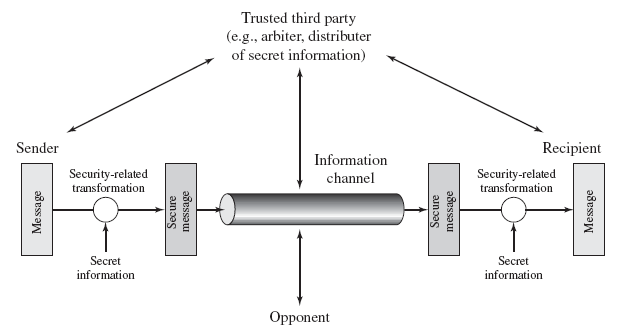 Trusted third party
(e.g., arbiter, distributer
of secret information)
Sender
Recipient
Information
channel
Security-related
transformation
Security-related
transformation
Message
Secure
message
Secure
message
Message
Secret
information
Secret
information
Opponent